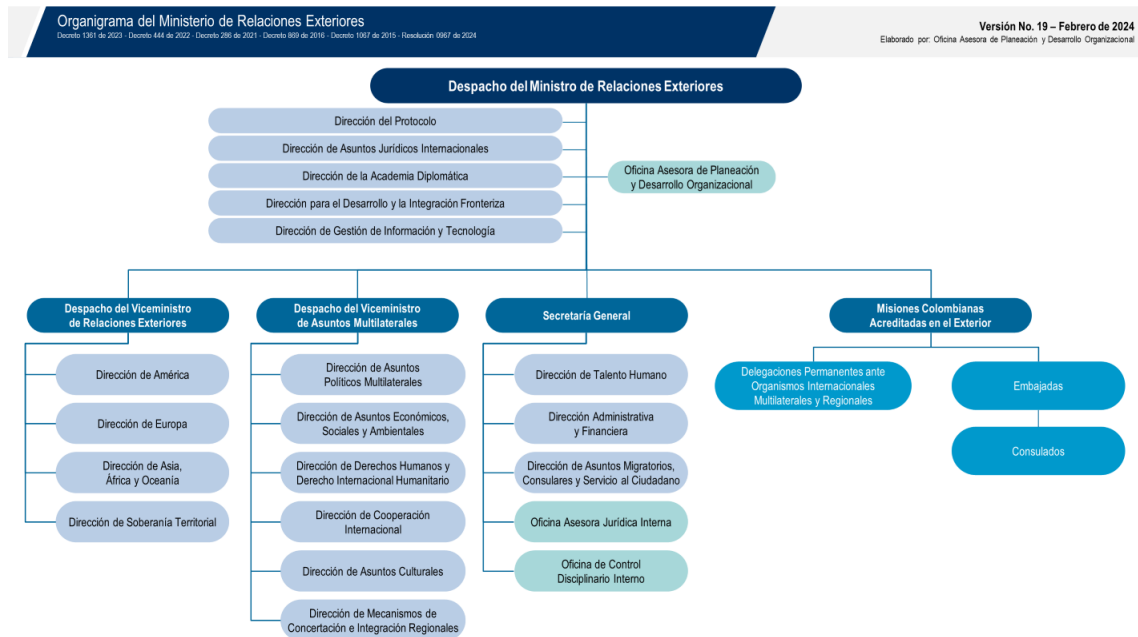 Organigrama del Ministerio de Relaciones Exteriores
Decreto 1361 de 2023 - Decreto 444 de 2022 - Decreto 286 de 2021 - Decreto 869 de 2016 - Decreto 1067 de 2015 - Resolución 0967 de 2024
Versión No. 19 – Febrero de 2024
Elaborado por: Oficina Asesora de Planeación y Desarrollo Organizacional
Despacho del Ministro de Relaciones Exteriores
Dirección del Protocolo
Dirección de Asuntos Jurídicos Internacionales
Dirección de la Academia Diplomática
Dirección para el Desarrollo y la Integración Fronteriza
Dirección de Gestión de Información y Tecnología
Oficina Asesora de Planeación
y Desarrollo Organizacional
Despacho del Viceministro
de Relaciones Exteriores
Dirección de América
Dirección de Europa
Dirección de Asia,
África y Oceanía
Dirección de Soberanía Territorial
Despacho del Viceministro
de Asuntos Multilaterales
Dirección de Asuntos
Políticos Multilaterales
Dirección de Asuntos Económicos,
Sociales y Ambientales
Dirección de Derechos Humanos y
Derecho Internacional Humanitario
Dirección de Cooperación
Internacional
Dirección de Asuntos Culturales
Dirección de Mecanismos de
Concertación e Integración Regionales
Secretaría General
Dirección de Talento Humano
Dirección Administrativa
y Financiera
Dirección de Asuntos Migratorios,
Consulares y Servicio al Ciudadano
Oficina Asesora Jurídica Interna
Oficina de Control
Disciplinario Interno
Misiones Colombianas
Acreditadas en el Exterior
Delegaciones Permanentes ante
Organismos Internacionales
Multilaterales y Regionales
Embajadas
Consulados